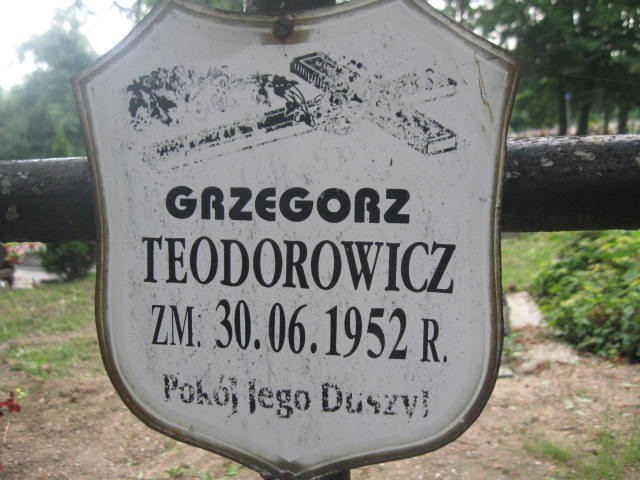 GRZEGORZ
TEODOROWICZ
ZM. 30.06.1952 R.
Pokój Jego Duszy!